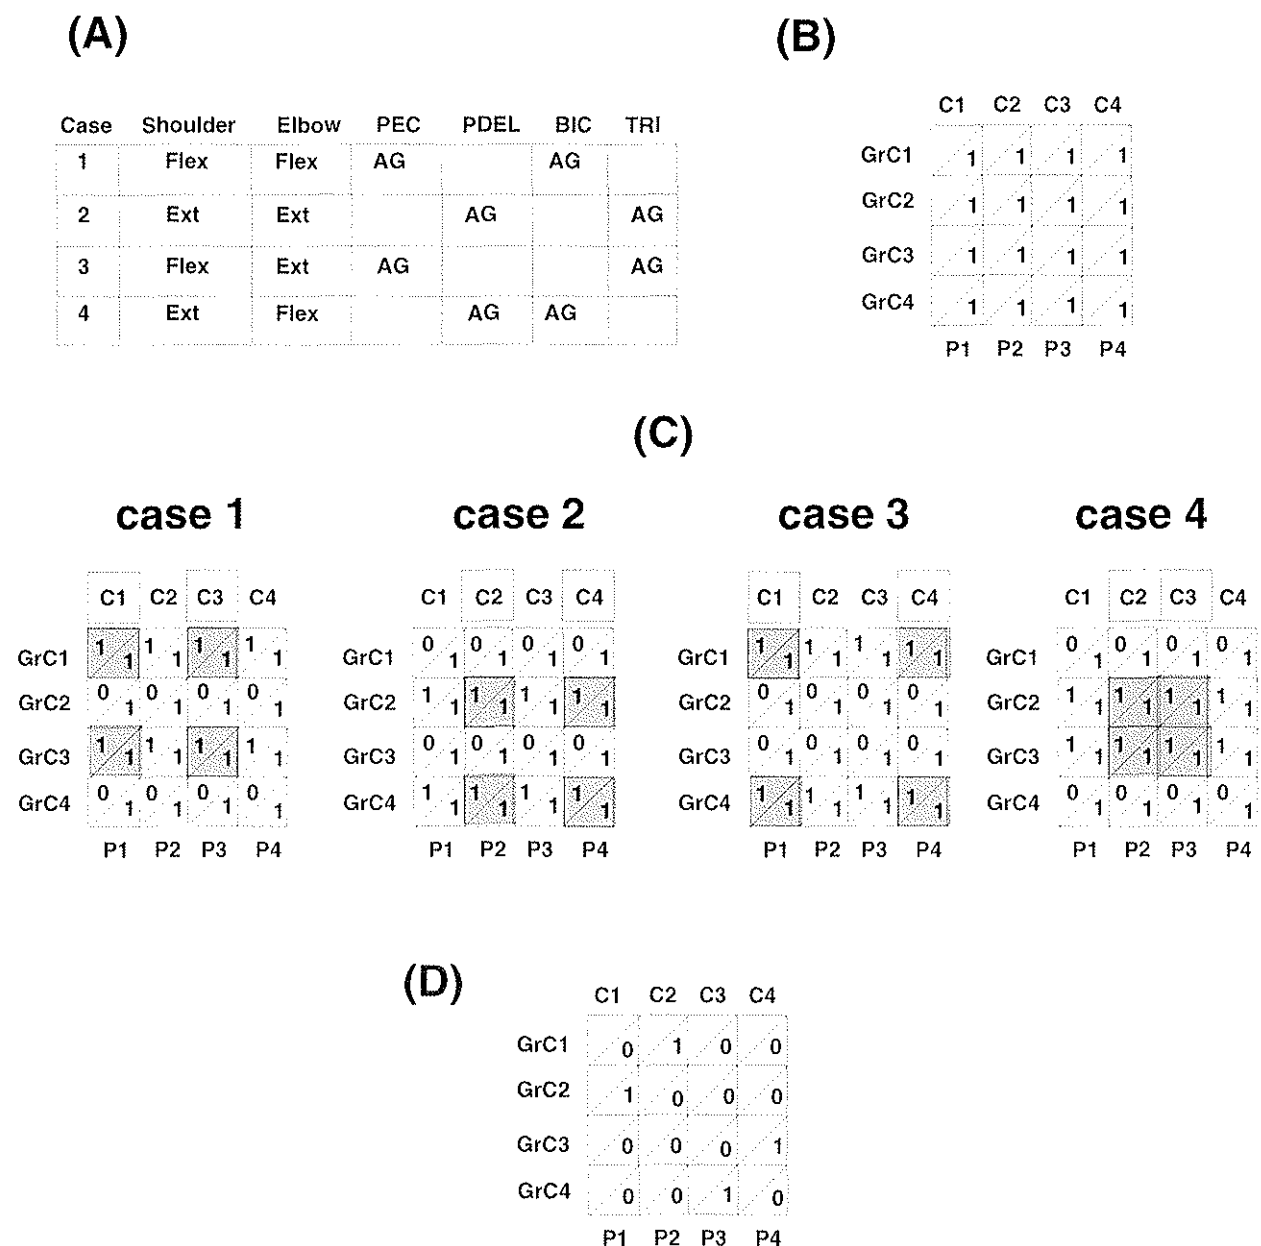 (A)
Case Shoulder Elbow PEC PDEL BIC TRI
1 Flex Flex AG AG
2 Ext Ext AG AG
3 Flex Ext AG AG
4 Ext Flex AG AG
(B)
C1 C2 C3 C4
GrC1 1 1 1 1
GrC2 1 1 1 1
GrC3 1 1 1 1
GrC4 1 1 1 1
P1 P2 P3 P4
(C)
case 1
C1 C2 C3 C4
GrC1 1 1 1 1 1 1 1 1
GrC2 0 1 0 1 0 1 0 1
GrC3 1 1 1 1 1 1 1 1
GrC4 0 1 0 1 0 1 0 1
P1 P2 P3 P4
case 2
C1 C2 C3 C4
GrC1 0 1 0 1 0 1 0 1
GrC2 1 1 1 1 1 1 1 1
GrC3 0 1 0 1 0 1 0 1
GrC4 1 1 1 1 1 1 1 1
P1 P2 P3 P4
case 3
C1 C2 C3 C4
GrC1 1 1 1 1 1 1 1 1
GrC2 0 1 0 1 0 1 0 1
GrC3 0 1 0 1 0 1 0 1
GrC4 1 1 1 1 1 1 1 1
P1 P2 P3 P4
case 4
C1 C2 C3 C4
GrC1 0 1 0 1 0 1 0 1
GrC2 1 1 1 1 1 1 1 1
GrC3 1 1 1 1 1 1 1 1
GrC4 0 1 0 1 0 1 0 1
P1 P2 P3 P4
(D)
C1 C2 C3 C4
GrC1 0 1 0 0
GrC2 1 0 0 0
GrC3 0 0 0 1
GrC4 0 0 1 0
P1 P2 P3 P4